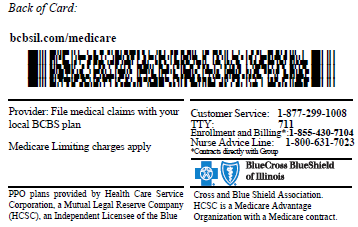 Back of Card:
bcbsil.com/medicare
Provider: File medical claims with your
local BCBS plan
Medicare Limiting charges apply
Customer Service: 1-877-299-1008
TTY: 711
Enrollment and Billing*:1-855-430-7104
Nurse Advice Line: 1-800-631-7023
*Contracts directly with Group
BlueCross BlueShield
of Illinois
PPO plans provided by Health Care Service
Corporation, a Mutual Legal Reserve Company
(HCSC), an Independent Licensee of the Blue
Cross and Blue Shield Association.
HCSC is a Medicare Advantage
Organization with a Medicare contract.